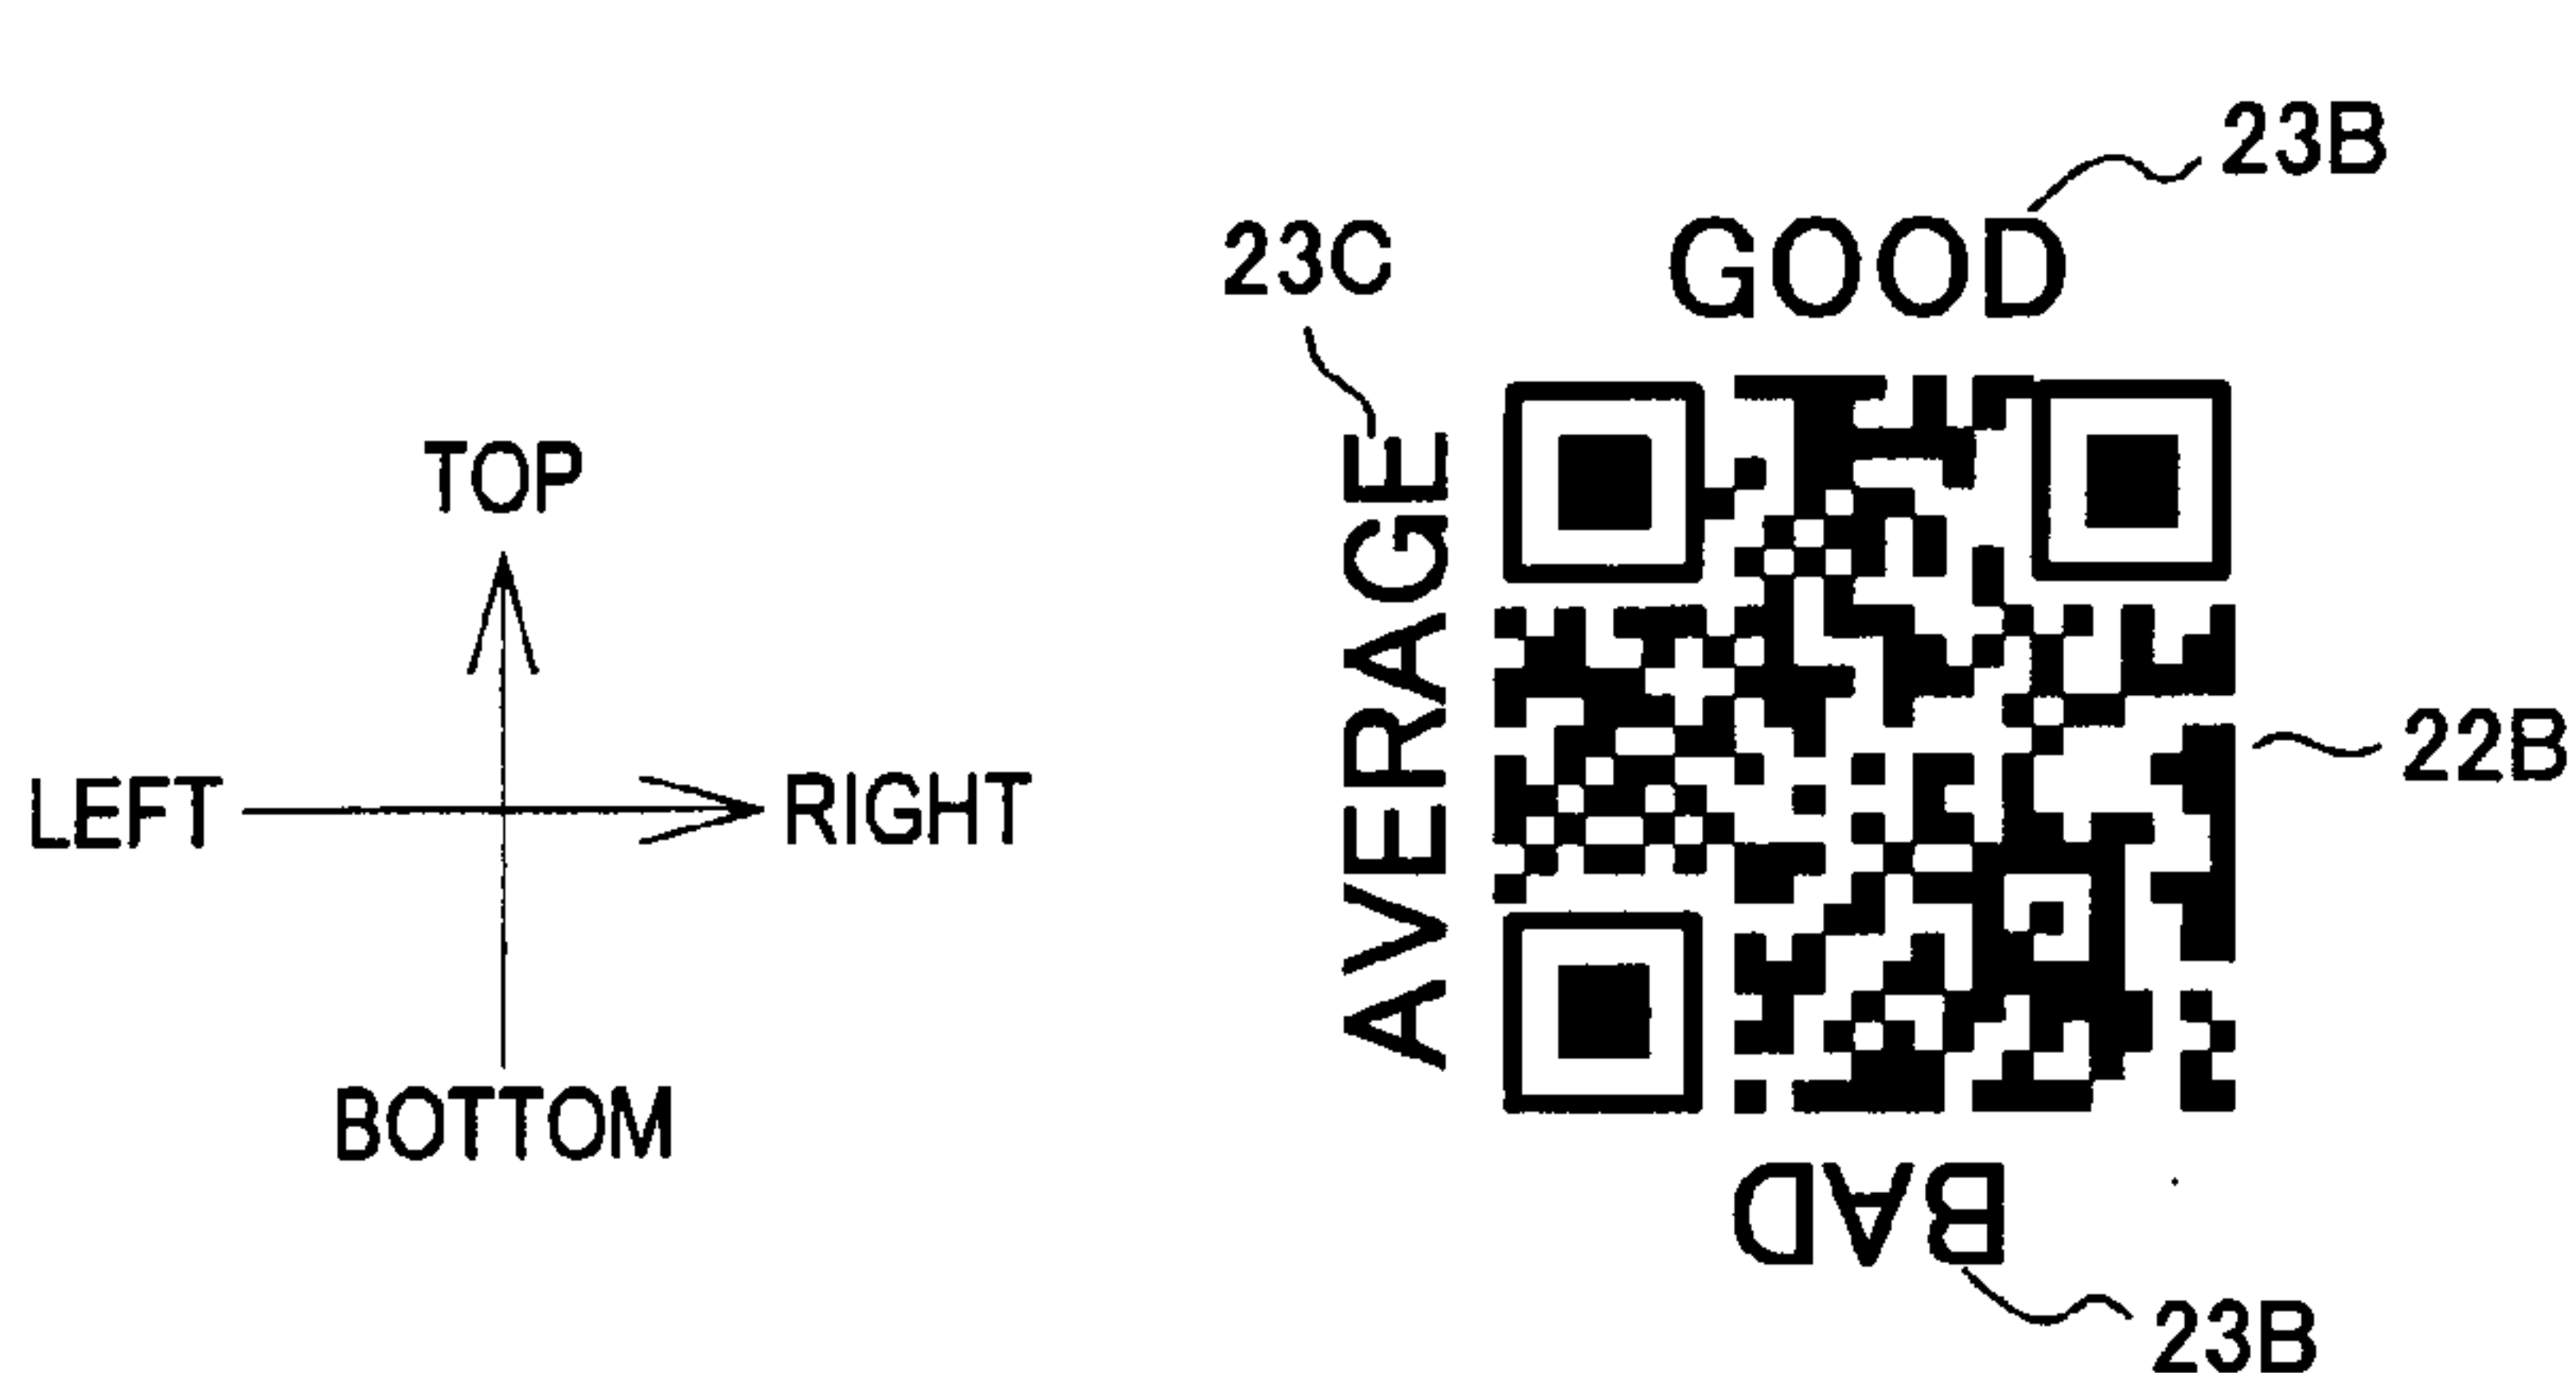 23B
23C
GOOD
TOP
AVERAGE
LEFT
RIGHT
22B
BOTTOM
BAD
23B